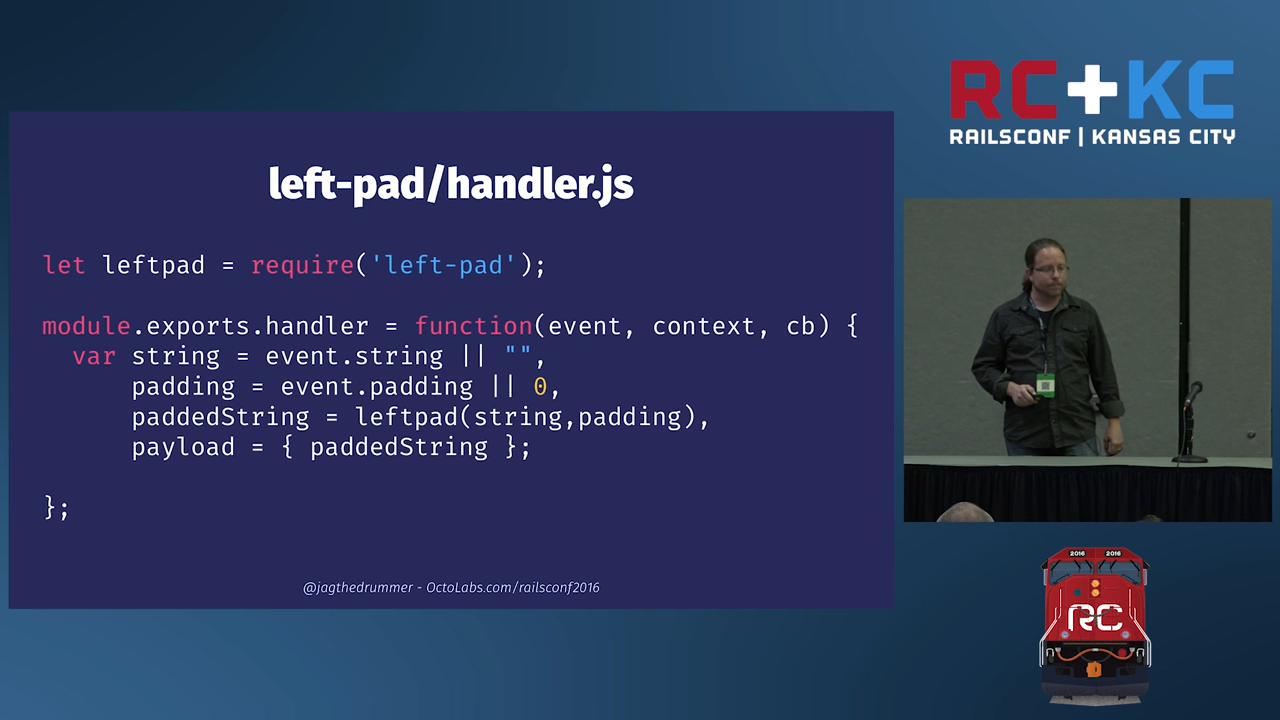 RC+KC
RAILSCONF | KANSAS CITY
left-pad/handler.js
let leftpad = require('left-pad');
module.exports.handler = function(event, context, cb) {
  var string = event.string || "",
      padding = event.padding || 0,
      paddedString = leftpad(string,padding),
      payload = { paddedString };
};
@jagthedrummer - OctoLabs.com/railsconf2016
2016 2016
RC